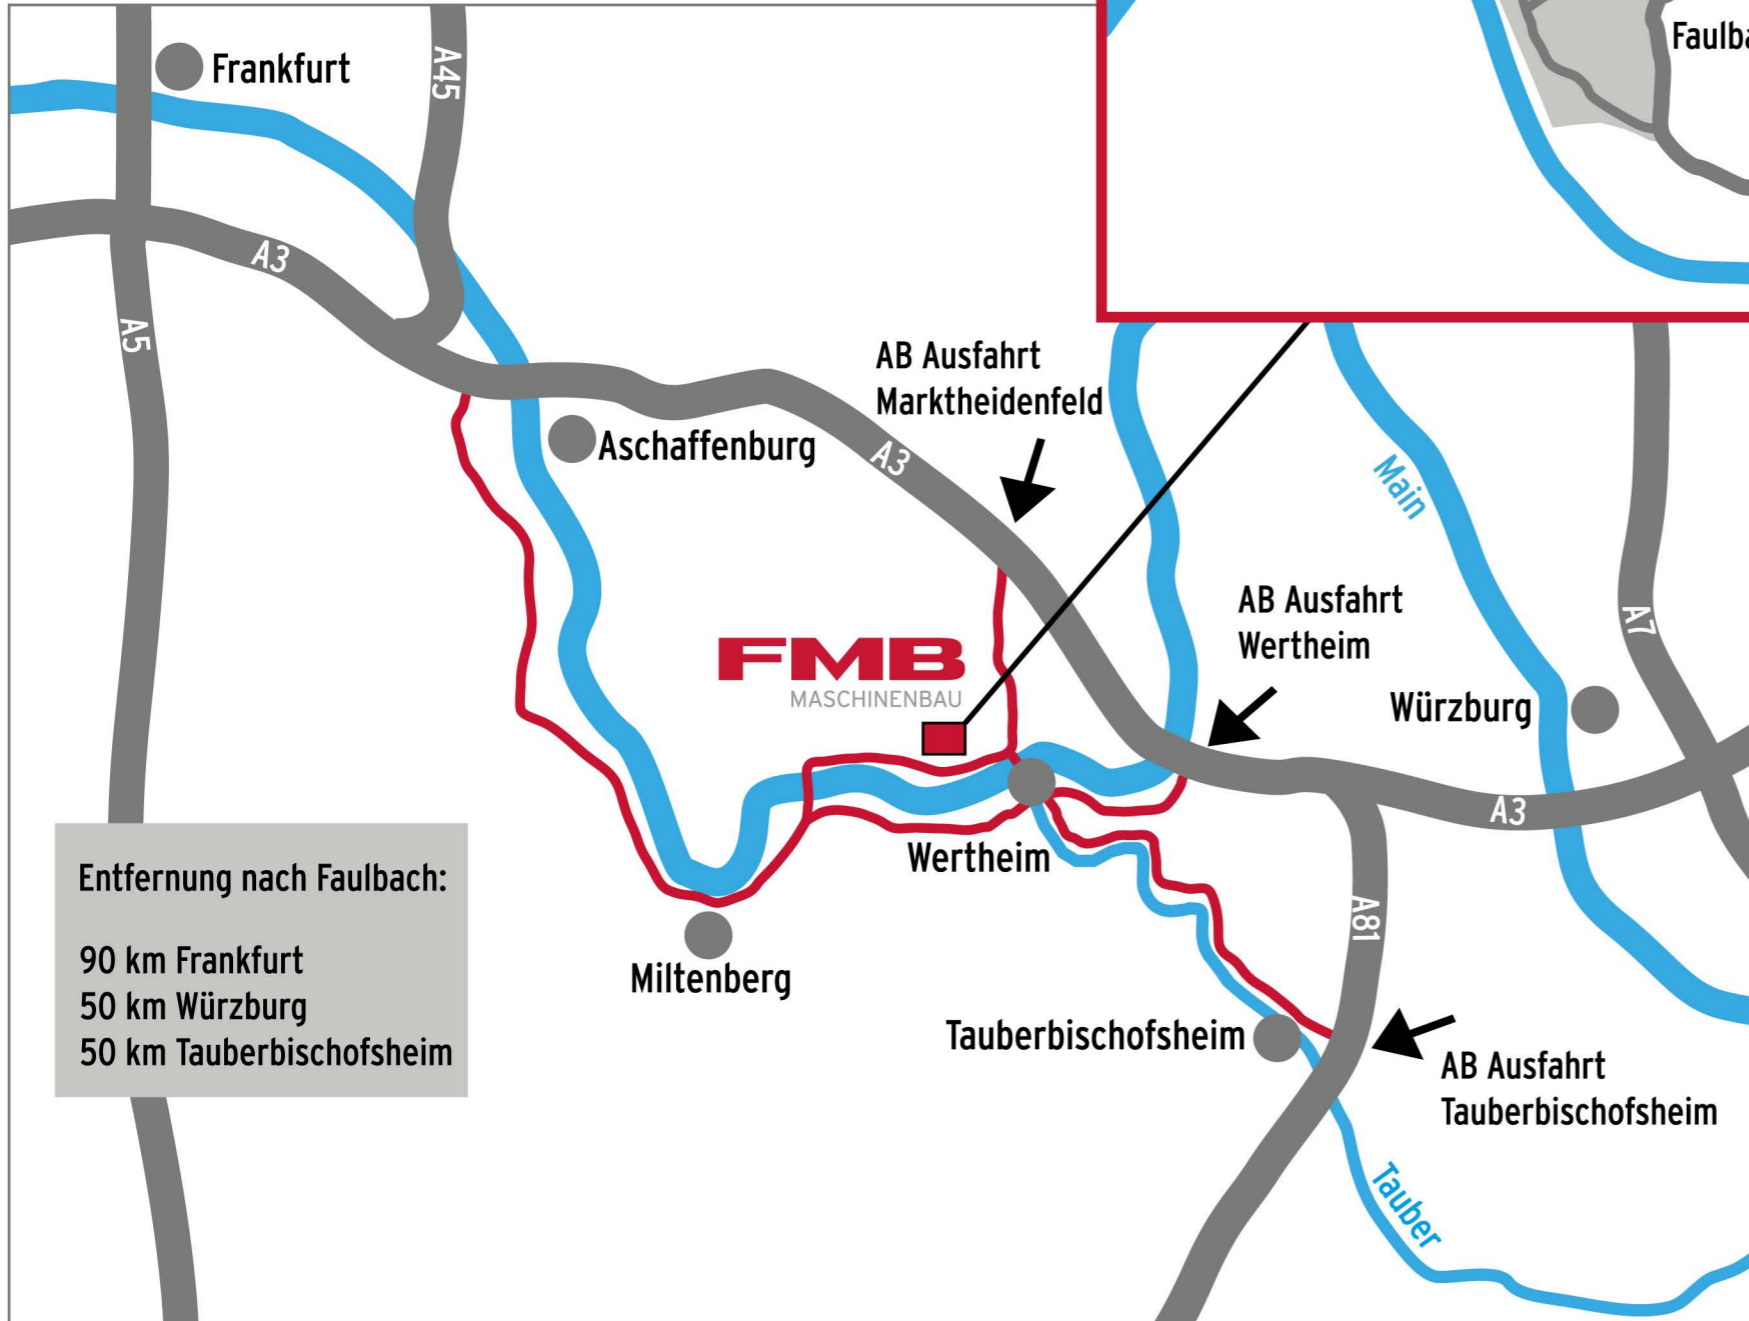 Frankfurt
A45
Faulba
A3
A5
AB Ausfahrt
Marktheidenfeld
Aschaffenburg
A3
Main
AB Ausfahrt
Wertheim
A7
FMB
MASCHINENBAU
Würzburg
A3
Wertheim
Entfernung nach Faulbach:
90 km Frankfurt
50 km Würzburg
50 km Tauberbischofsheim
A81
Miltenberg
Tauberbischofsheim
AB Ausfahrt
Tauberbischofsheim
Tauber